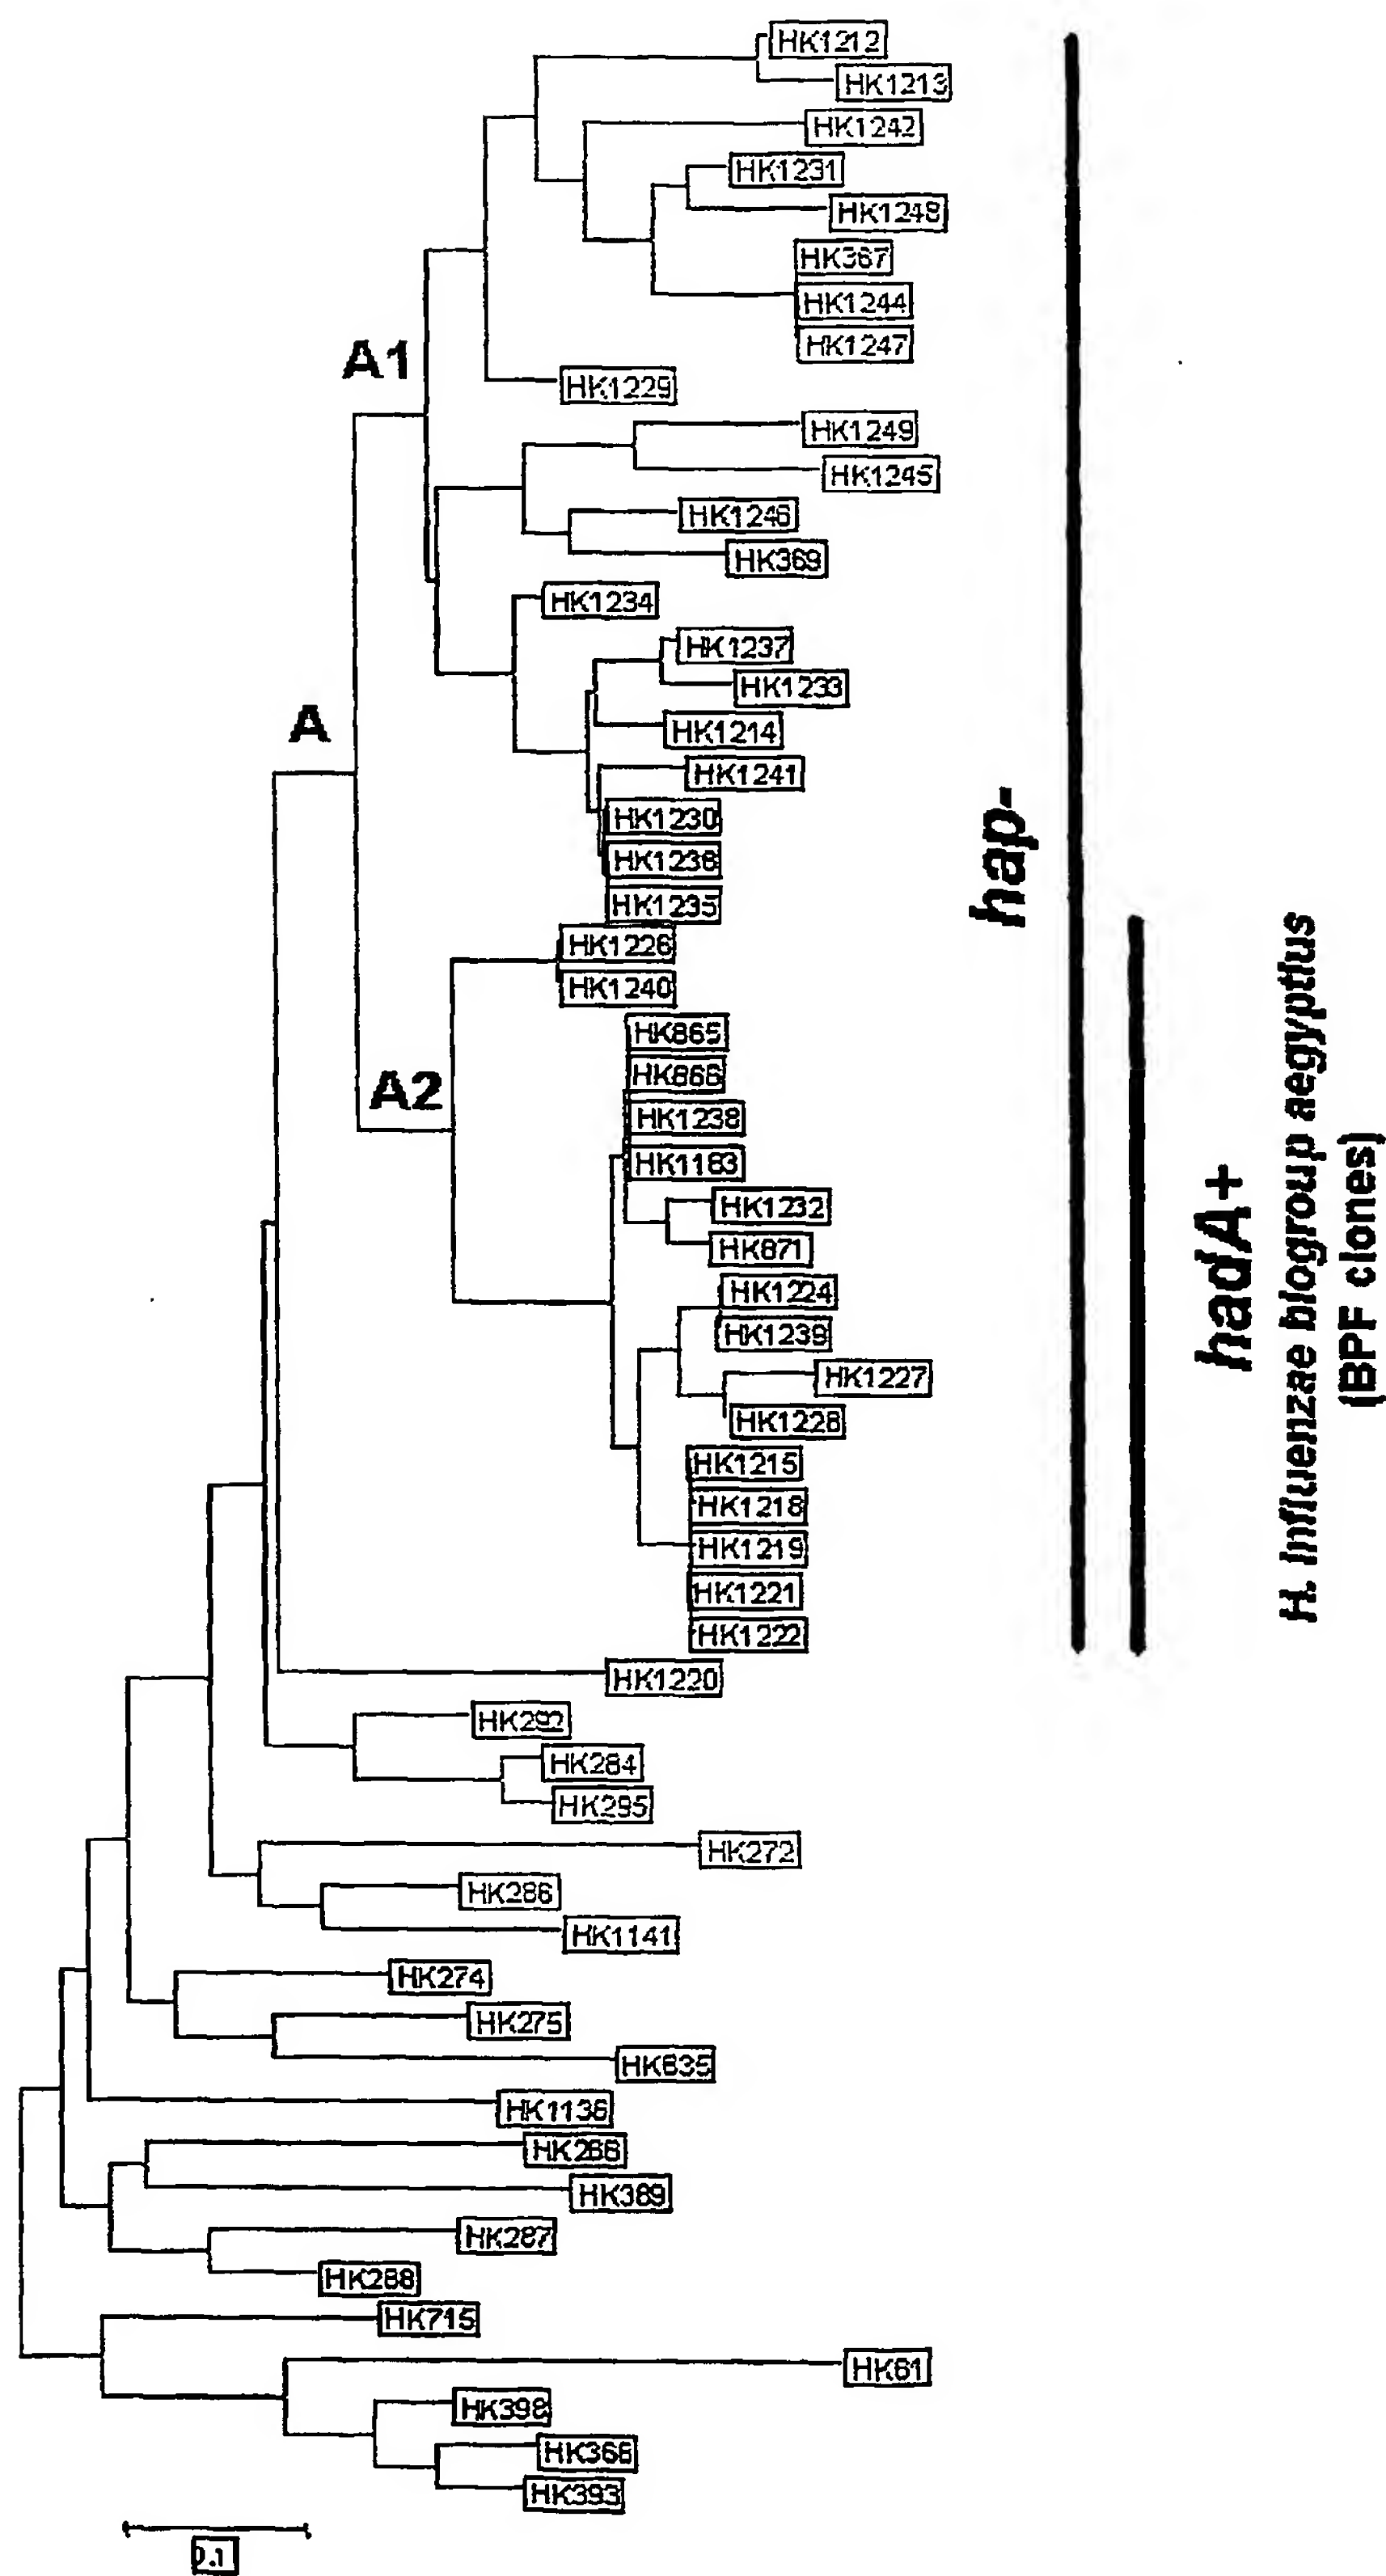 HK1212
HK1213
HK1242
HK1231
HK1248
HK367
HK1244
HK1247
A1
HK1229
HK1249
HK1245
HK1246
HK369
HK1234
HK1237
HK1233
A
HK1214
HK1241
HK1230
HK1236
HK1235
HK1226
HK1240
HK865
HK866
A2
HK1238
HK1183
HK1232
HK871
HK1224
HK1239
HK1227
HK1228
HK1215
HK1218
HK1219
HK1221
HK1222
HK1220
HK292
HK284
HK295
HK272
HK286
HK1141
HK274
HK275
HK635
HK1136
HK266
HK389
HK287
HK288
HK715
HK61
HK398
HK368
HK393
0.1
hap-
hadA+
H. influenzae biogroup aegyptius
(BPF clones)